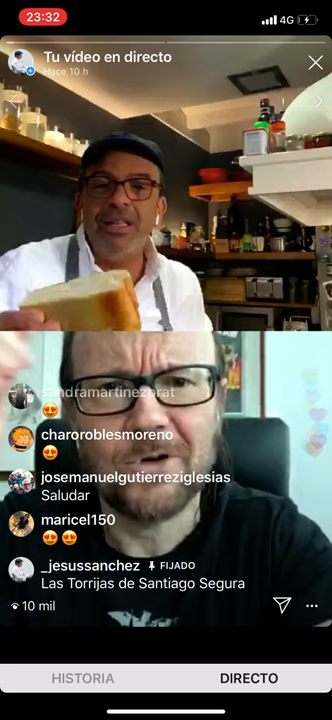 23:32
4G
Tu vídeo en directo
Hace 10 h
sandramartinezprat
😍
charoroblesmoreno
😍
josemanuelgutierreziglesias
Saludar
maricel150
😍😍
_jesussanchez FIJADO
Las Torrijas de Santiago Segura
10 mil
HISTORIA
DIRECTO